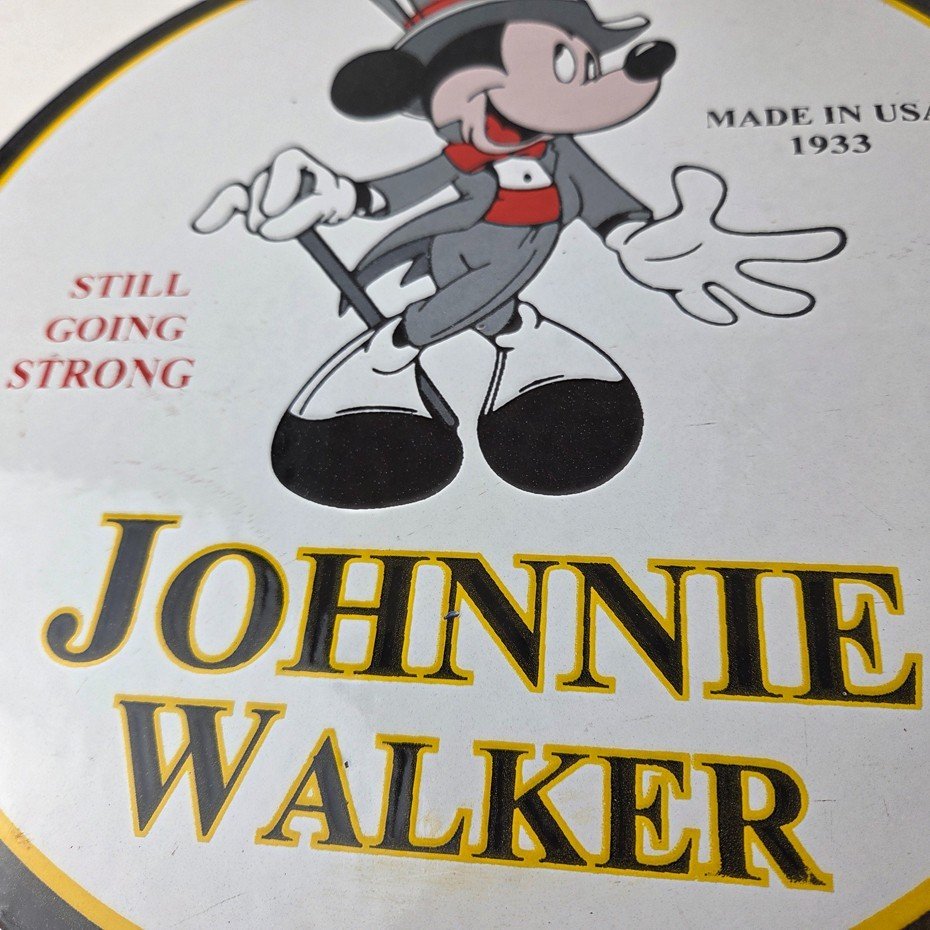 MADE IN USA
1933
STILL
GOING
STRONG
JOHNNIE
WALKER